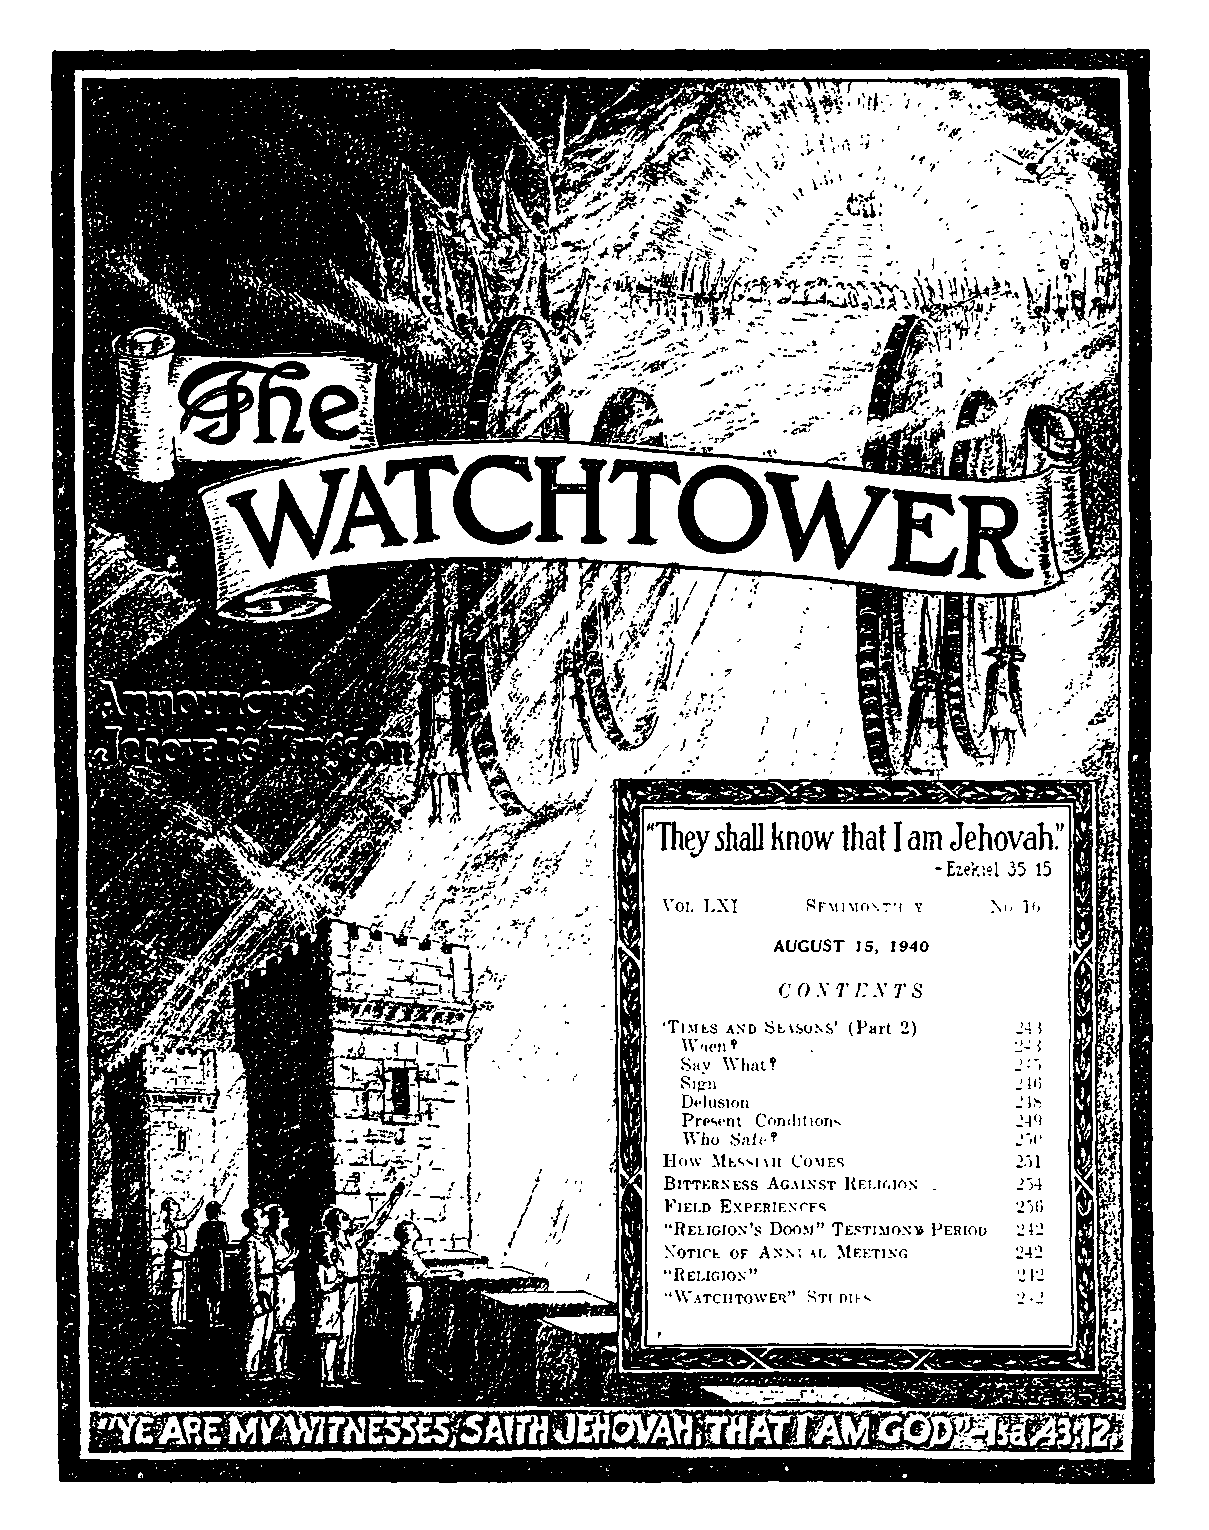 The
WATCHTOWER
Announcing
Jehovah's Kingdom
"They shall know that I am Jehovah."
- Ezekiel 35 15
VOL LXI SEMIMONTHLY No 16
AUGUST 15, 1940
CONTENTS
'TIMES AND SEASONS' (Part 2) 243
When? 243
Say What? 245
Sign 246
Delusion 248
Present Conditions 249
Who Safe? 250
HOW MESSIAH COMES 251
BITTERNESS AGAINST RELIGION 254
FIELD EXPERIENCES 256
"RELIGION'S DOOM" TESTIMONY PERIOD 242
NOTICE OF ANNUAL MEETING 242
"RELIGION" 242
"WATCHTOWER" STUDIES 242
"YE ARE MY WITNESSES, SAITH JEHOVAH, THAT I AM GOD."-Isa.43:12.